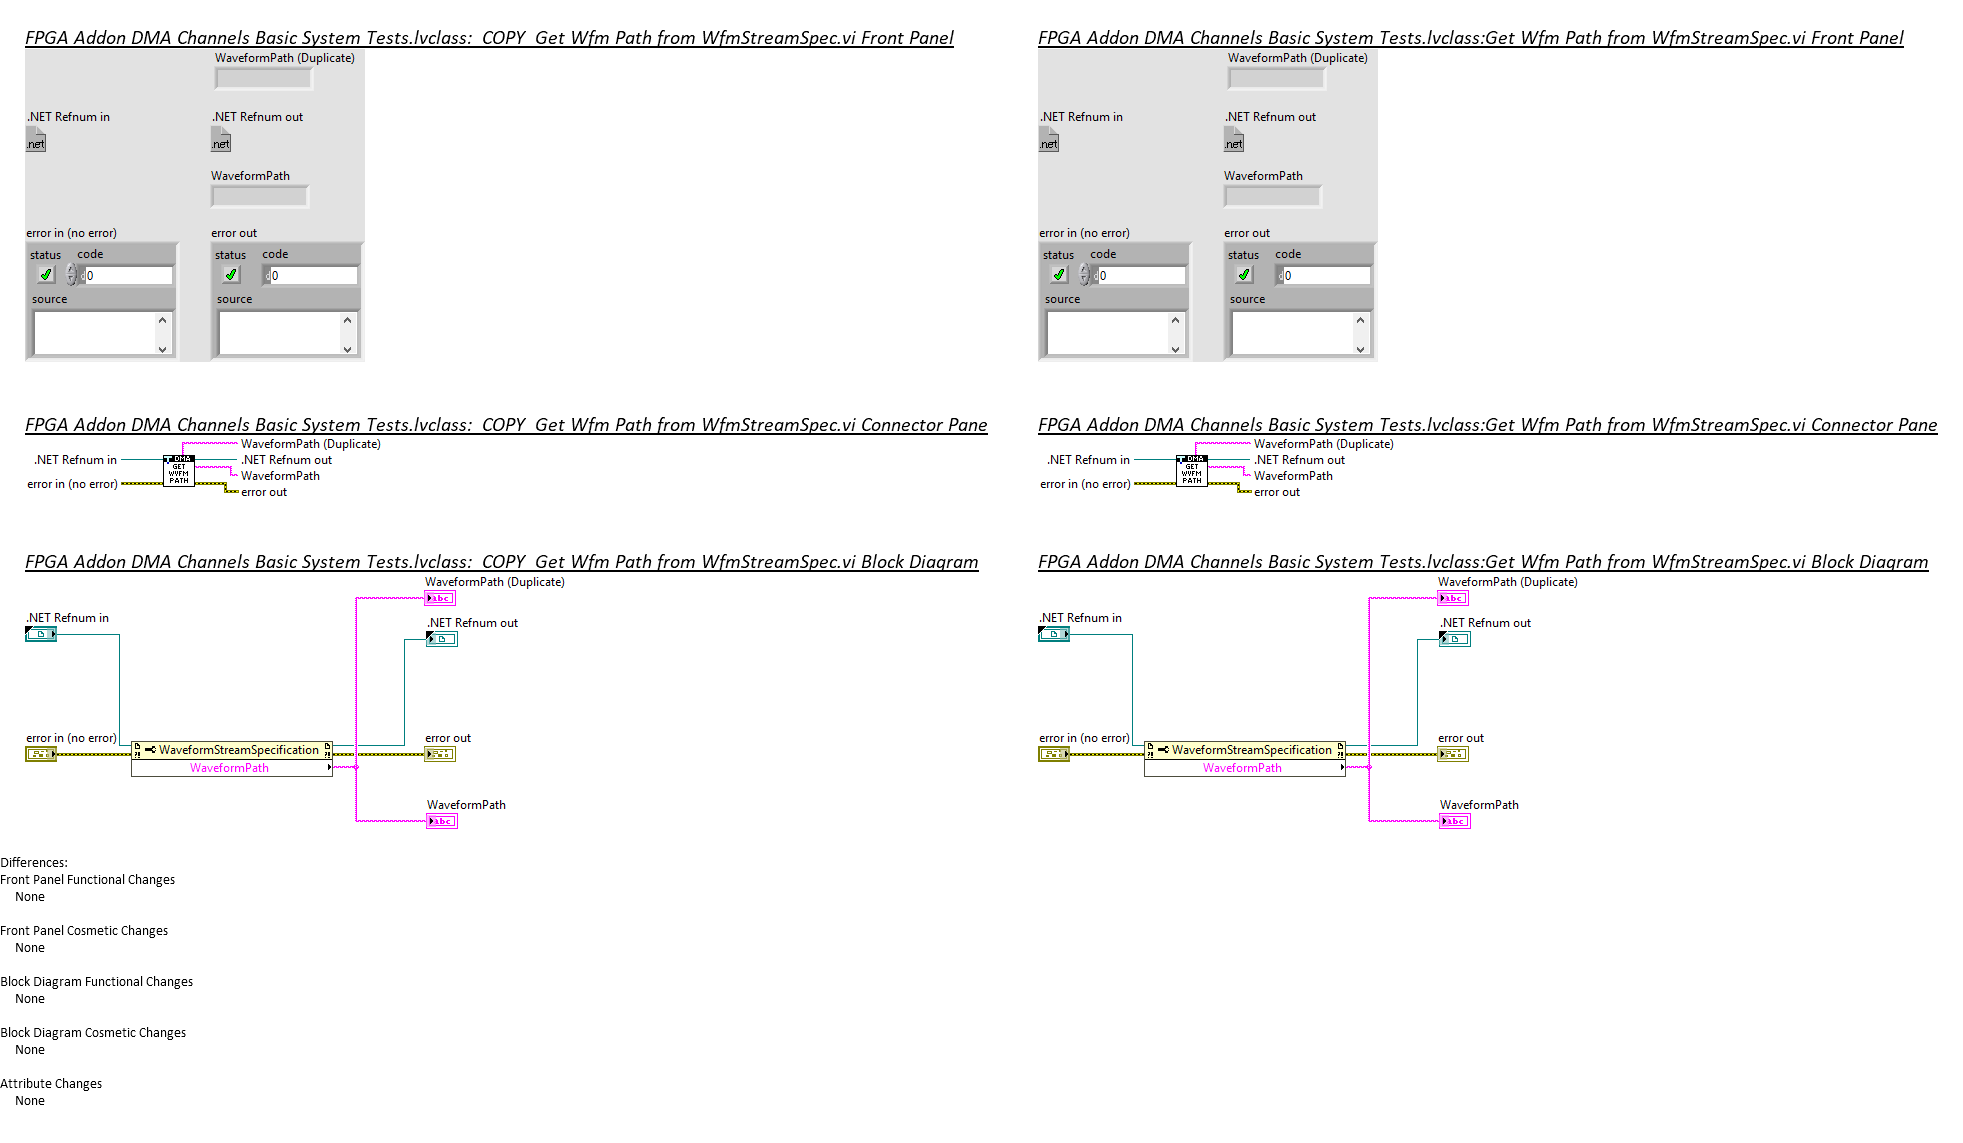 FPGA Addon DMA Channels Basic System Tests.lvclass:  COPY  Get Wfm Path from WfmStreamSpec.vi Front Panel
WaveformPath (Duplicate)
.NET Refnum in
.NET Refnum out
.net
.net
WaveformPath
error in (no error)
error out
status
code
status
code
d
0
d
0
source
source
FPGA Addon DMA Channels Basic System Tests.lvclass:Get Wfm Path from WfmStreamSpec.vi Front Panel
WaveformPath (Duplicate)
.NET Refnum in
.NET Refnum out
.net
.net
WaveformPath
error in (no error)
error out
status
code
status
code
d
0
d
0
source
source
FPGA Addon DMA Channels Basic System Tests.lvclass:  COPY  Get Wfm Path from WfmStreamSpec.vi Connector Pane
WaveformPath (Duplicate)
.NET Refnum in
DMA
GET
WVFM
PATH
.NET Refnum out
WaveformPath
error in (no error)
error out
FPGA Addon DMA Channels Basic System Tests.lvclass:Get Wfm Path from WfmStreamSpec.vi Connector Pane
WaveformPath (Duplicate)
.NET Refnum in
DMA
GET
WVFM
PATH
.NET Refnum out
WaveformPath
error in (no error)
error out
FPGA Addon DMA Channels Basic System Tests.lvclass:  COPY  Get Wfm Path from WfmStreamSpec.vi Block Diagram
WaveformPath (Duplicate)
abc
.NET Refnum in
.NET Refnum out
error in (no error)
WaveformStreamSpecification
WaveformPath
error out
WaveformPath
abc
FPGA Addon DMA Channels Basic System Tests.lvclass:Get Wfm Path from WfmStreamSpec.vi Block Diagram
WaveformPath (Duplicate)
abc
.NET Refnum in
.NET Refnum out
error in (no error)
WaveformStreamSpecification
WaveformPath
error out
WaveformPath
abc
Differences:
Front Panel Functional Changes
None
Front Panel Cosmetic Changes
None
Block Diagram Functional Changes
None
Block Diagram Cosmetic Changes
None
Attribute Changes
None